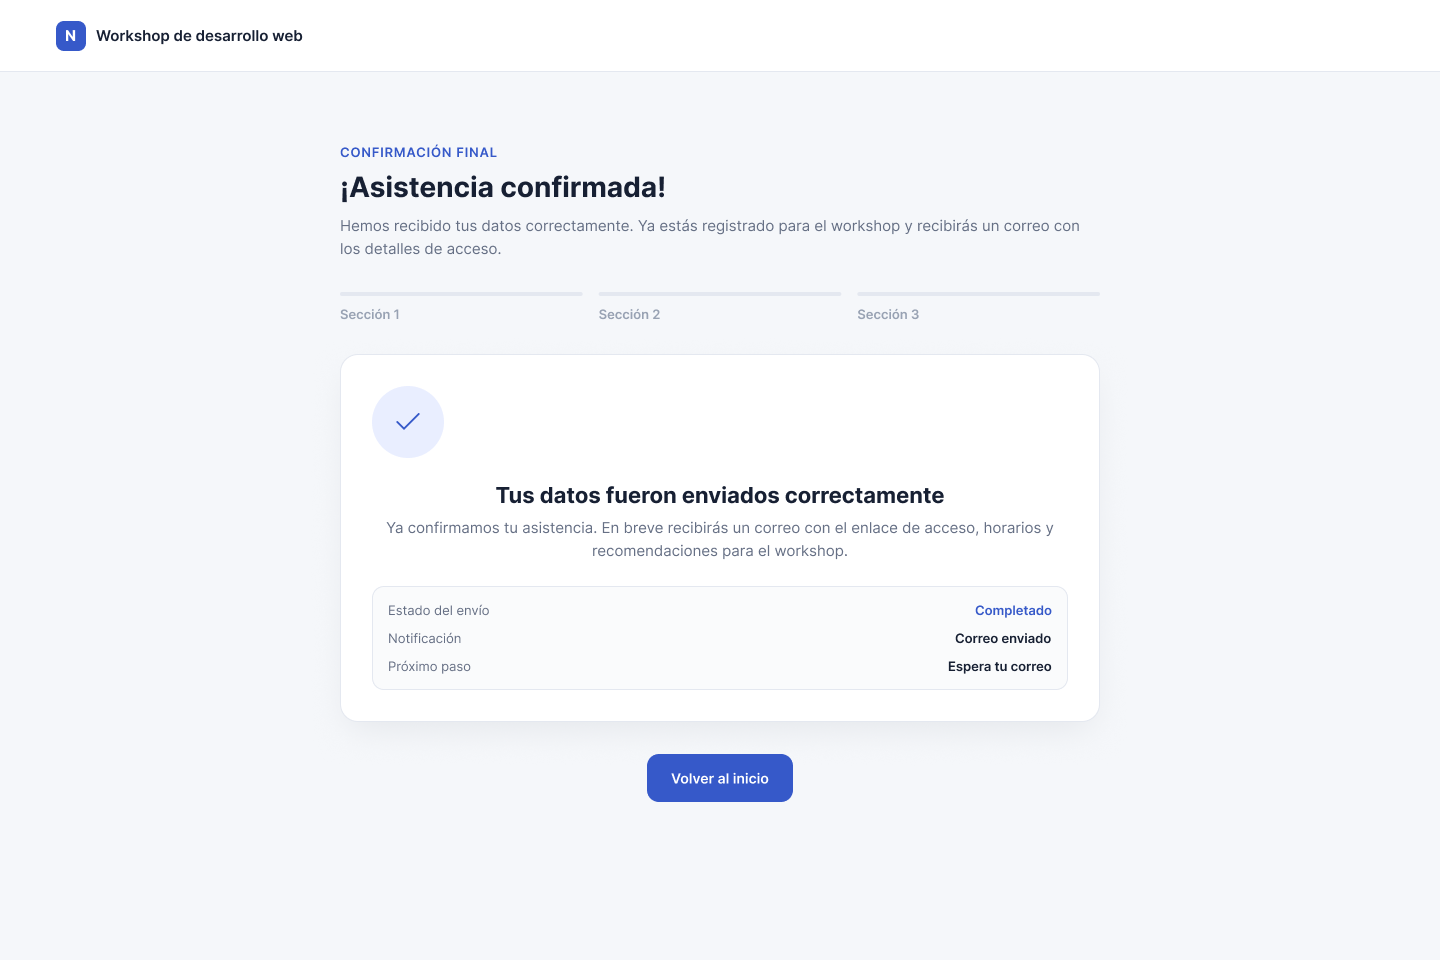 N Workshop de desarrollo web
CONFIRMACIÓN FINAL
¡Asistencia confirmada!
Hemos recibido tus datos correctamente. Ya estás registrado para el workshop y recibirás un correo con
los detalles de acceso.
Sección 1 Sección 2 Sección 3
Tus datos fueron enviados correctamente
Ya confirmamos tu asistencia. En breve recibirás un correo con el enlace de acceso, horarios y
recomendaciones para el workshop.
Estado del envío Completado
Notificación Correo enviado
Próximo paso Espera tu correo
Volver al inicio